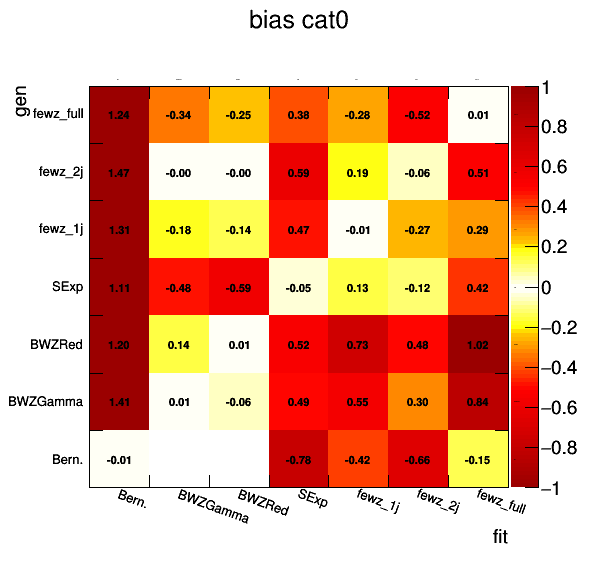 bias cat0
gen
fewz_full 1.24 -0.34 -0.25 0.38 -0.28 -0.52 0.01
fewz_2j 1.47 -0.00 -0.00 0.59 0.19 -0.06 0.51
fewz_1j 1.31 -0.18 -0.14 0.47 -0.01 -0.27 0.29
SExp 1.11 -0.48 -0.59 -0.05 0.13 -0.12 0.42
BWZRed 1.20 0.14 0.01 0.52 0.73 0.48 1.02
BWZGamma 1.41 0.01 -0.06 0.49 0.55 0.30 0.84
Bern. -0.01 -0.78 -0.42 -0.66 -0.15
Bern. BWZGamma BWZRed SExp fewz_1j fewz_2j fewz_full
fit
1
0.8
0.6
0.4
0.2
0
−0.2
−0.4
−0.6
−0.8
−1